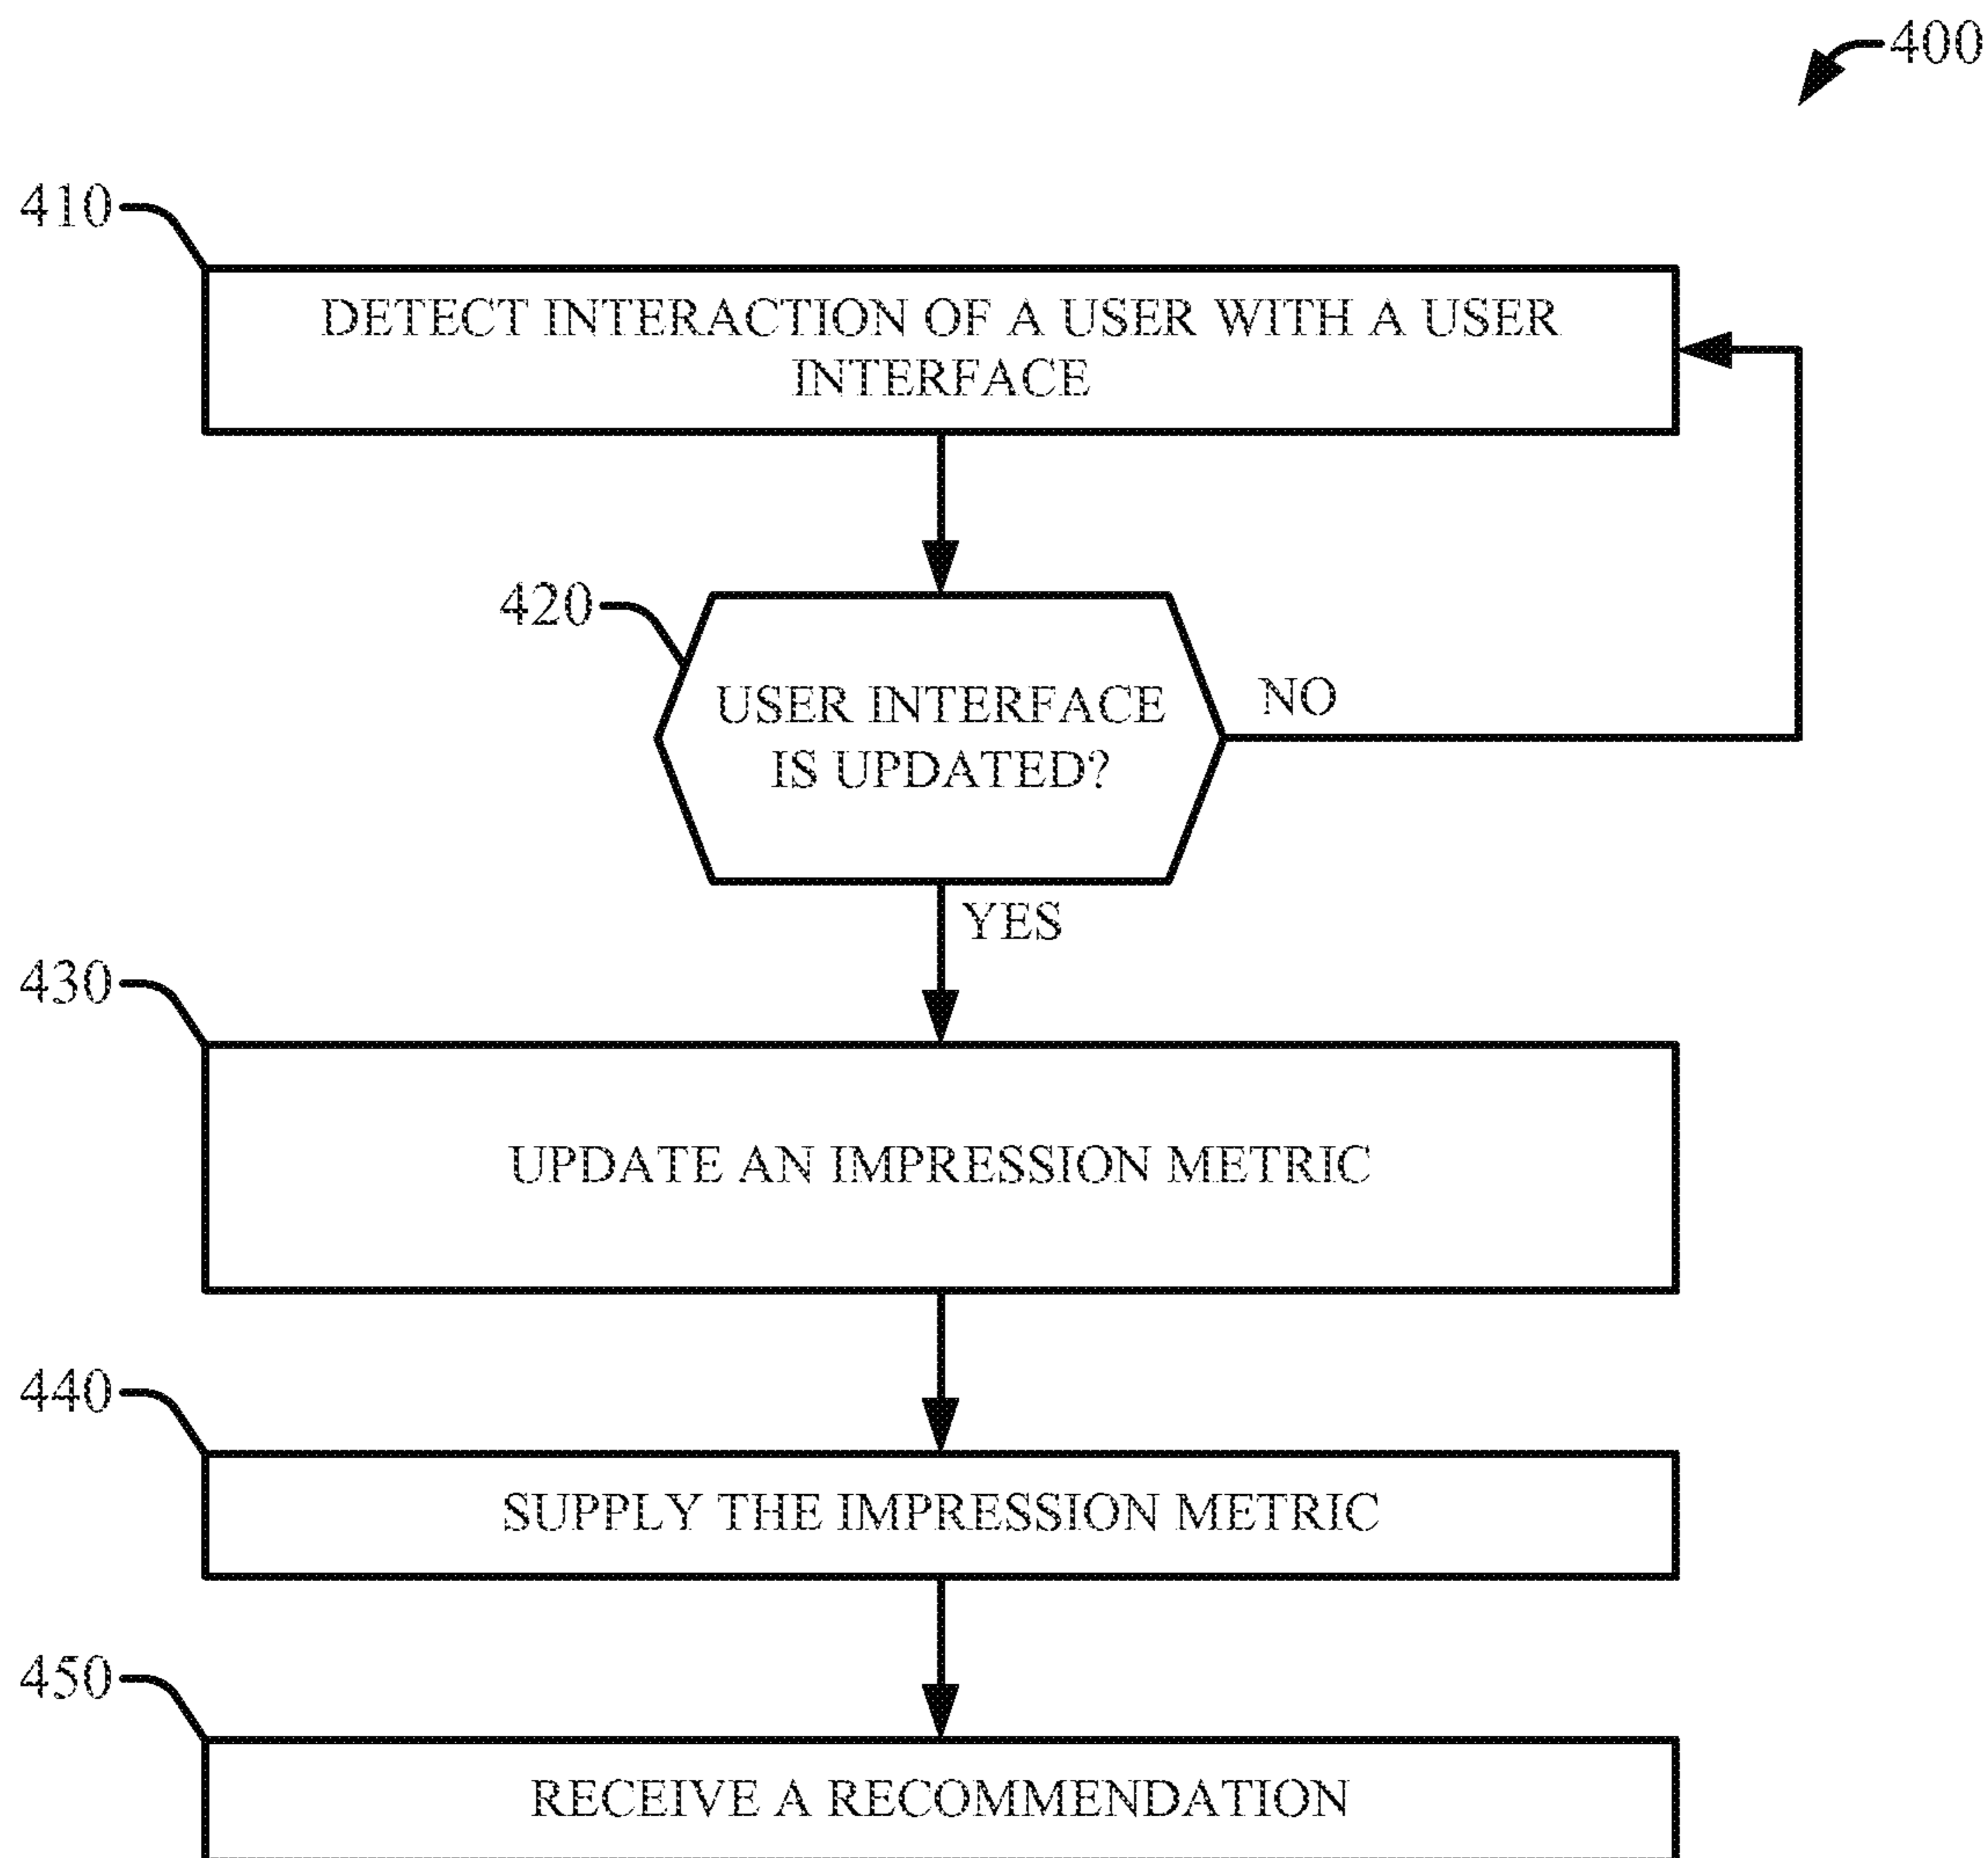 400
410
DETECT INTERACTION OF A USER WITH A USER
INTERFACE
420
USER INTERFACE
IS UPDATED?
NO
YES
430
UPDATE AN IMPRESSION METRIC
440
SUPPLY THE IMPRESSION METRIC
450
RECEIVE A RECOMMENDATION